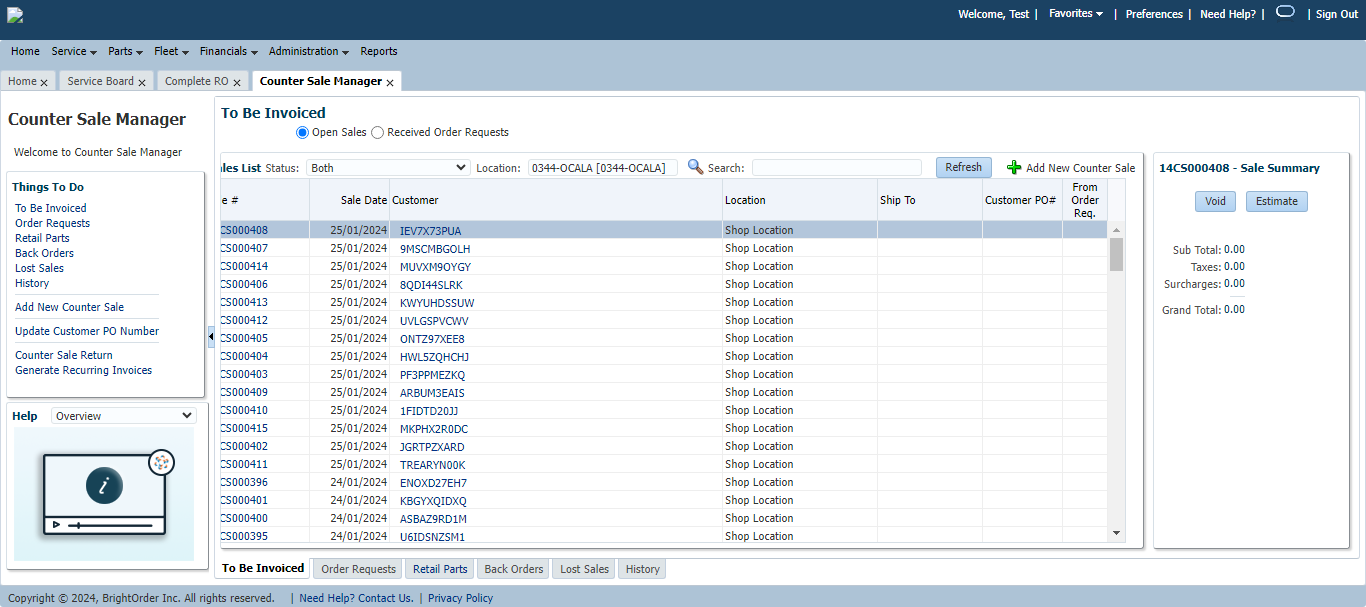 Welcome, Test | Favorites | Preferences | Need Help? | | Sign Out
Home Service Parts Fleet Financials Administration Reports
Home x Service Board x Complete RO x Counter Sale Manager x
Counter Sale Manager
Welcome to Counter Sale Manager
Things To Do
To Be Invoiced
Order Requests
Retail Parts
Back Orders
Lost Sales
History
Add New Counter Sale
Update Customer PO Number
Counter Sale Return
Generate Recurring Invoices
Help Overview
i
To Be Invoiced
Open Sales Received Order Requests
les List Status: Both Location: 0344-OCALA [0344-OCALA] Search: Refresh Add New Counter Sale
e # Sale Date Customer Location Ship To Customer PO# From Order Req.
CS000408 25/01/2024 IEV7X73PUA Shop Location
CS000407 25/01/2024 9MSCMBGOLH Shop Location
CS000414 25/01/2024 MUVXM9OYGY Shop Location
CS000406 25/01/2024 8QDI44SLRK Shop Location
CS000413 25/01/2024 KWYUHDSSUW Shop Location
CS000412 25/01/2024 UVLGSPVCWV Shop Location
CS000405 25/01/2024 ONTZ97XEE8 Shop Location
CS000404 25/01/2024 HWL5ZQHCHJ Shop Location
CS000403 25/01/2024 PF3PPMEZKQ Shop Location
CS000409 25/01/2024 ARBUM3EAIS Shop Location
CS000410 25/01/2024 1FIDTD20JJ Shop Location
CS000415 25/01/2024 MKPHX2R0DC Shop Location
CS000402 25/01/2024 JGRTPZXARD Shop Location
CS000411 25/01/2024 TREARYN00K Shop Location
CS000396 24/01/2024 ENOXD27EH7 Shop Location
CS000401 24/01/2024 KBGYXQIDXQ Shop Location
CS000400 24/01/2024 ASBAZ9RD1M Shop Location
CS000395 24/01/2024 U6IDSNZSM1 Shop Location
14CS000408 - Sale Summary
Void Estimate
Sub Total: 0.00
Taxes: 0.00
Surcharges: 0.00
Grand Total: 0.00
To Be Invoiced Order Requests Retail Parts Back Orders Lost Sales History
Copyright © 2024, BrightOrder Inc. All rights reserved. | Need Help? Contact Us. | Privacy Policy